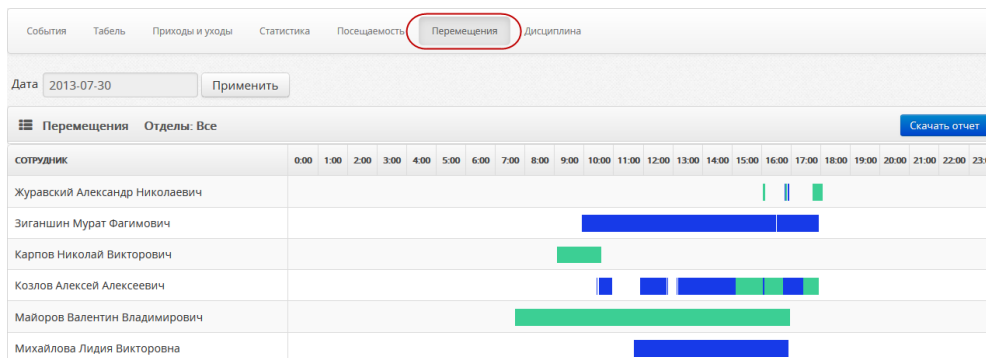 События Табель Приходы и уходы Статистика Посещаемость Перемещения Дисциплина
Дата 2013-07-30 Применить
Перемещения Отделы: Все Скачать отчет
СОТРУДНИК 0:00 1:00 2:00 3:00 4:00 5:00 6:00 7:00 8:00 9:00 10:00 11:00 12:00 13:00 14:00 15:00 16:00 17:00 18:00 19:00 20:00 21:00 22:00 23:
Журавский Александр Николаевич
Зиганшин Мурат Фагимович
Карпов Николай Викторович
Козлов Алексей Алексеевич
Майоров Валентин Владимирович
Михайлова Лидия Викторовна